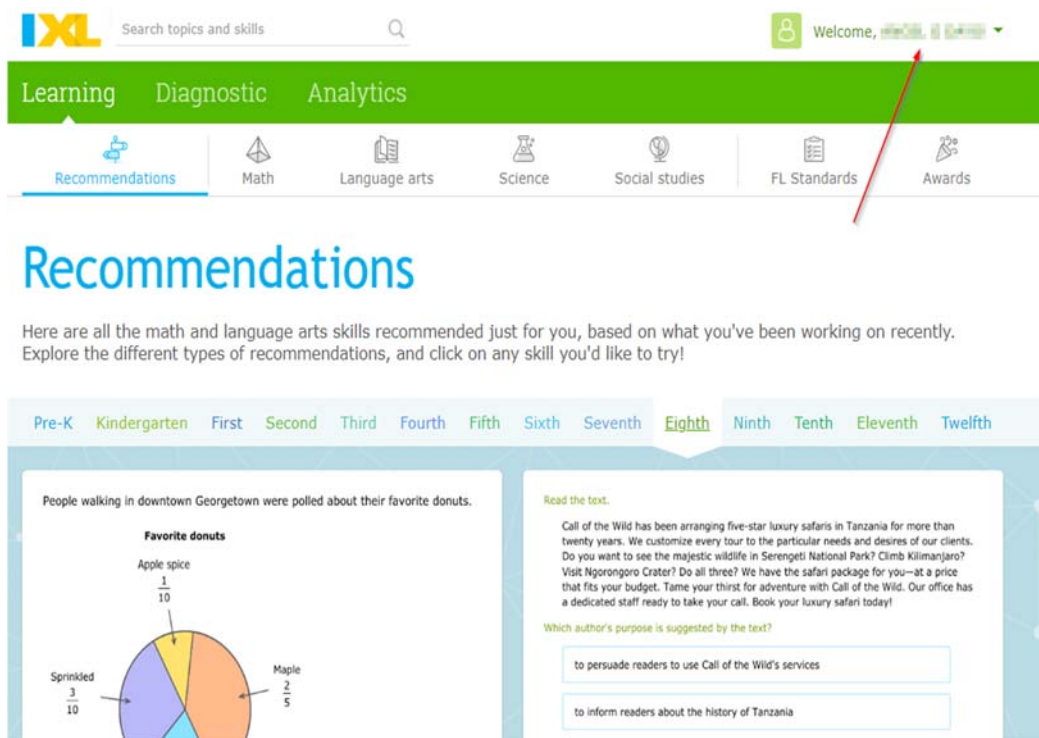 IXL
Search topics and skills
Welcome,
Learning Diagnostic Analytics
Recommendations Math Language arts Science Social studies FL Standards Awards
Recommendations
Here are all the math and language arts skills recommended just for you, based on what you've been working on recently.
Explore the different types of recommendations, and click on any skill you'd like to try!
Pre-K Kindergarten First Second Third Fourth Fifth Sixth Seventh Eighth Ninth Tenth Eleventh Twelfth
People walking in downtown Georgetown were polled about their favorite donuts.
Favorite donuts
Apple spice
1
10
Sprinkled
3
10
Maple
2
5
Read the text.
Call of the Wild has been arranging five-star luxury safaris in Tanzania for more than
twenty years. We customize every tour to the particular needs and desires of our clients.
Do you want to see the majestic wildlife in Serengeti National Park? Climb Kilimanjaro?
Visit Ngorongoro Crater? Do all three? We have the safari package for you—at a price
that fits your budget. Tame your thirst for adventure with Call of the Wild. Our office has
a dedicated staff ready to take your call. Book your luxury safari today!
Which author's purpose is suggested by the text?
to persuade readers to use Call of the Wild's services
to inform readers about the history of Tanzania